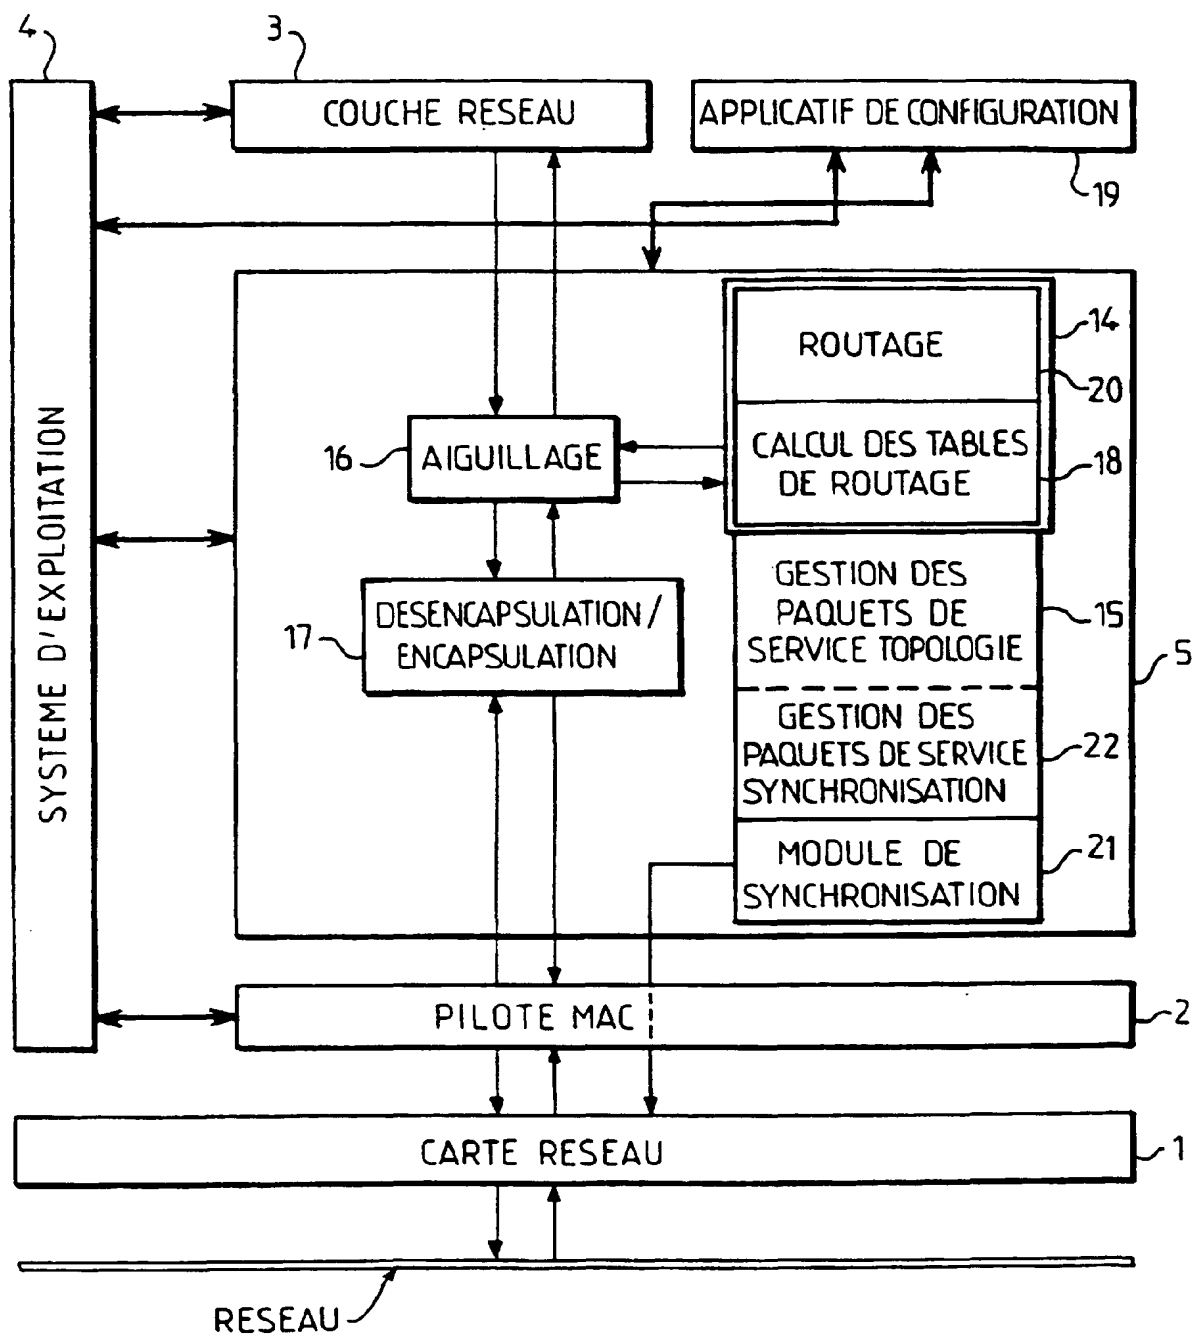 4
3
COUCHE RESEAU
APPLICATIF DE CONFIGURATION
19
SYSTEME D'EXPLOITATION
14
ROUTAGE
20
16
AIGUILLAGE
CALCUL DES TABLES
DE ROUTAGE
18
17
DESENCAPSULATION /
ENCAPSULATION
GESTION DES
PAQUETS DE
SERVICE TOPOLOGIE
15
5
GESTION DES
PAQUETS DE SERVICE
SYNCHRONISATION
22
MODULE DE
SYNCHRONISATION
21
PILOTE MAC
2
CARTE RESEAU
1
RESEAU